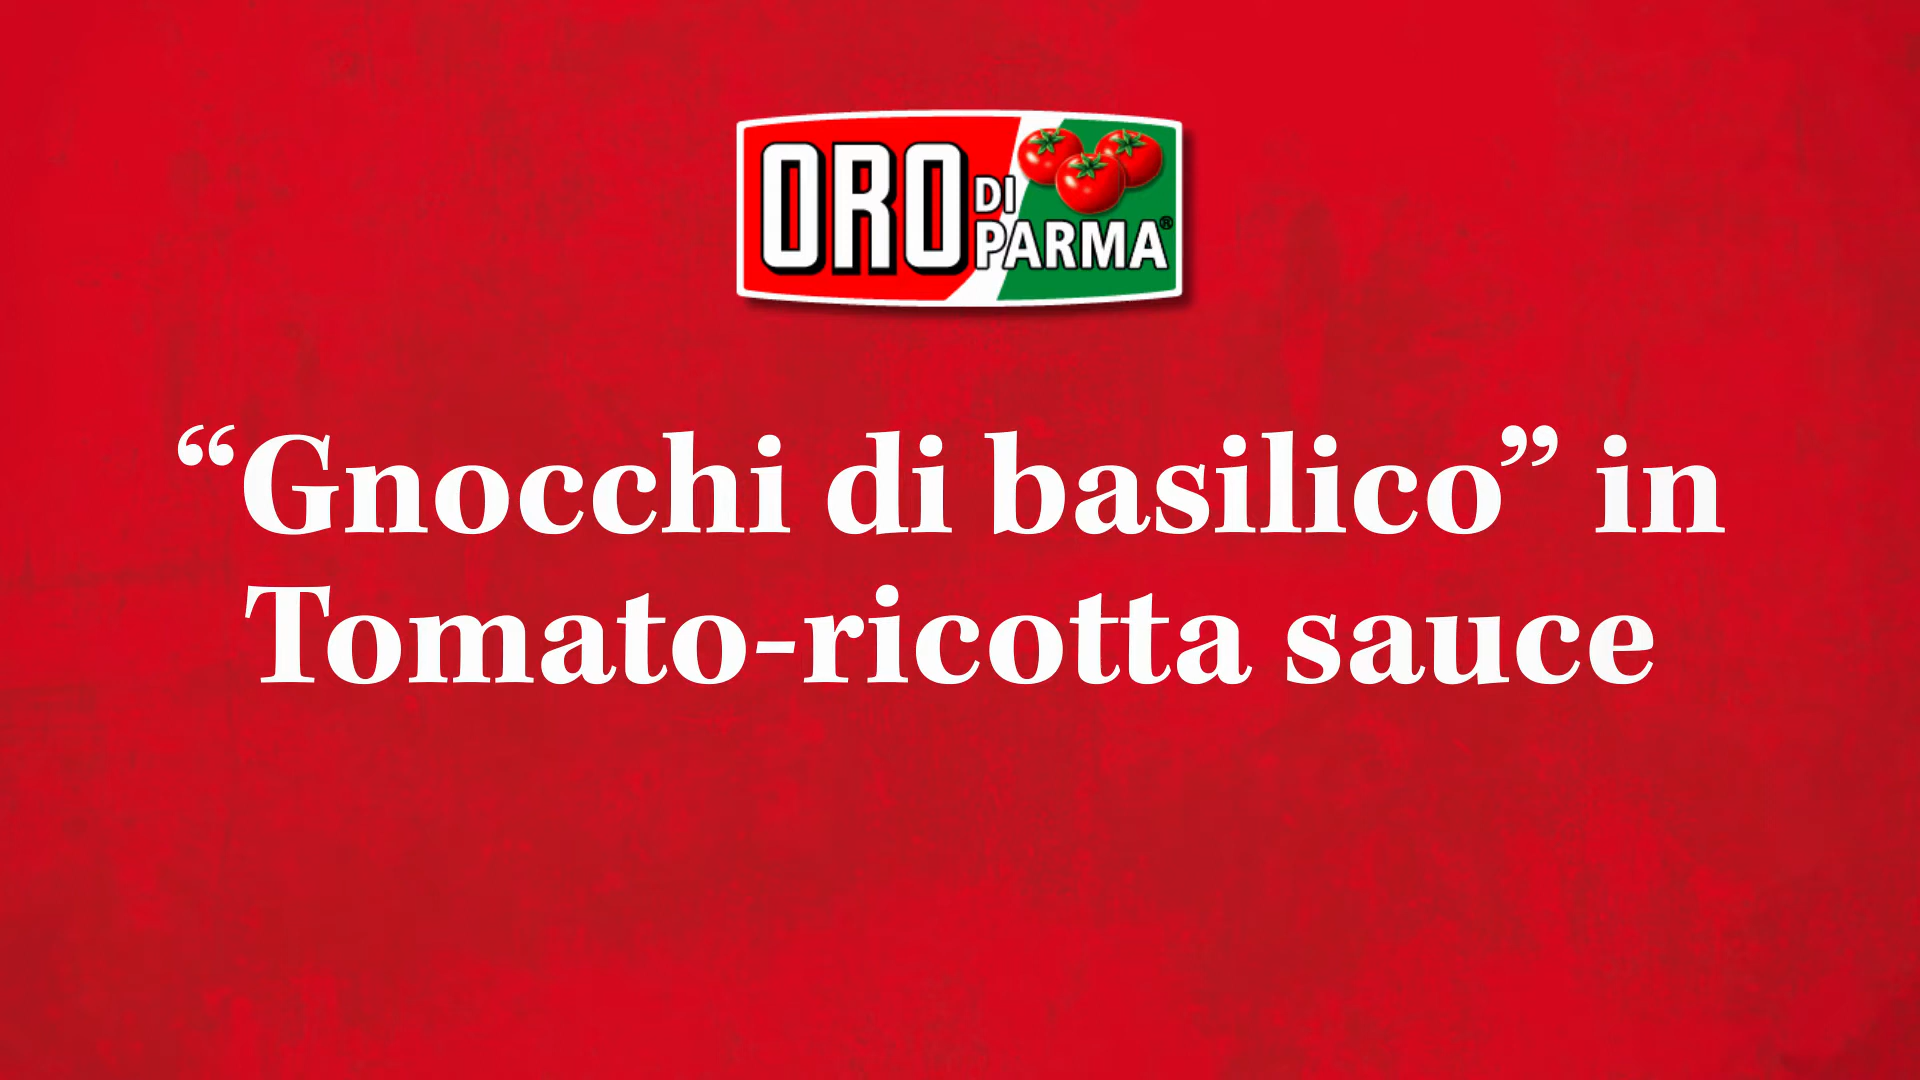 ORO DI PARMA®
“Gnocchi di basilico” in
Tomato-ricotta sauce